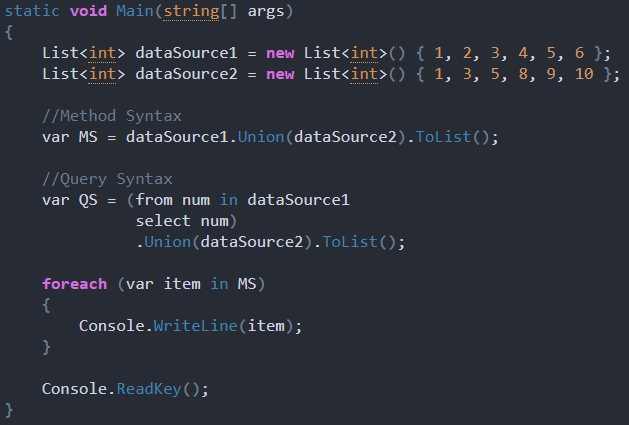 static void Main(string[] args)
{
    List<int> dataSource1 = new List<int>() { 1, 2, 3, 4, 5, 6 };
    List<int> dataSource2 = new List<int>() { 1, 3, 5, 8, 9, 10 };

    //Method Syntax
    var MS = dataSource1.Union(dataSource2).ToList();

    //Query Syntax
    var QS = (from num in dataSource1
              select num)
              .Union(dataSource2).ToList();

    foreach (var item in MS)
    {
        Console.WriteLine(item);
    }

    Console.ReadKey();
}